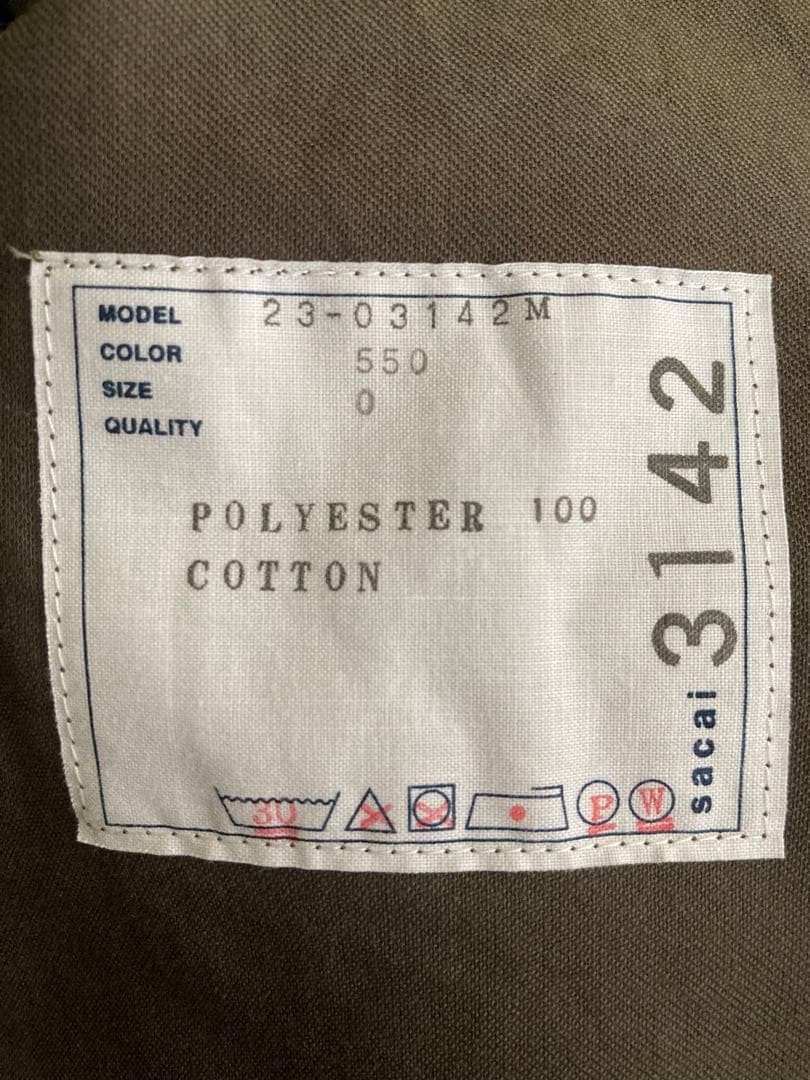 MODEL 23-03142M
COLOR 550
SIZE 0
QUALITY
POLYESTER 100
COTTON
30
P
W
sacai 3142